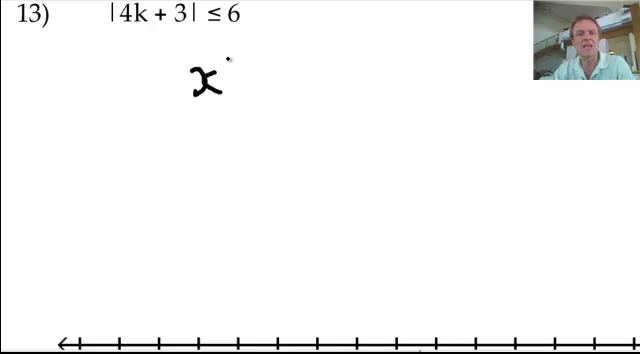 13) |4k + 3| ≤ 6
x